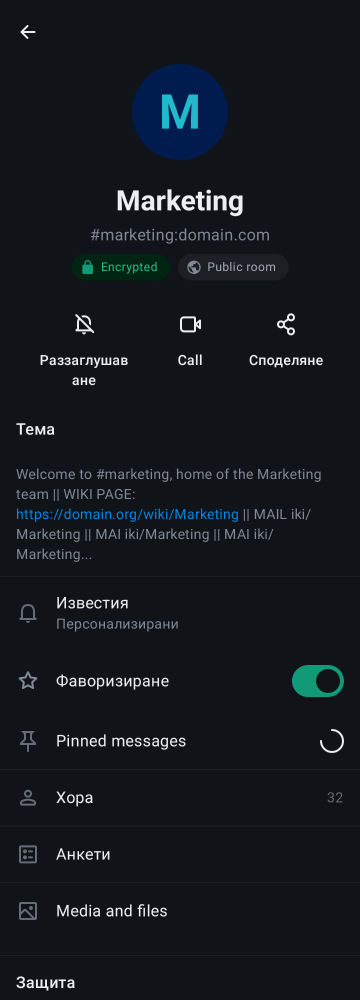 M
Marketing
#marketing:domain.com
Encrypted
Public room
Раззаглушав
ане
Call
Споделяне
Тема
Welcome to #marketing, home of the Marketing
team || WIKI PAGE:
https://domain.org/wiki/Marketing || MAIL iki/
Marketing || MAI iki/Marketing || MAI iki/
Marketing...
Известия
Персонализирани
Фаворизиране
Pinned messages
Хора
32
Анкети
Media and files
Защита